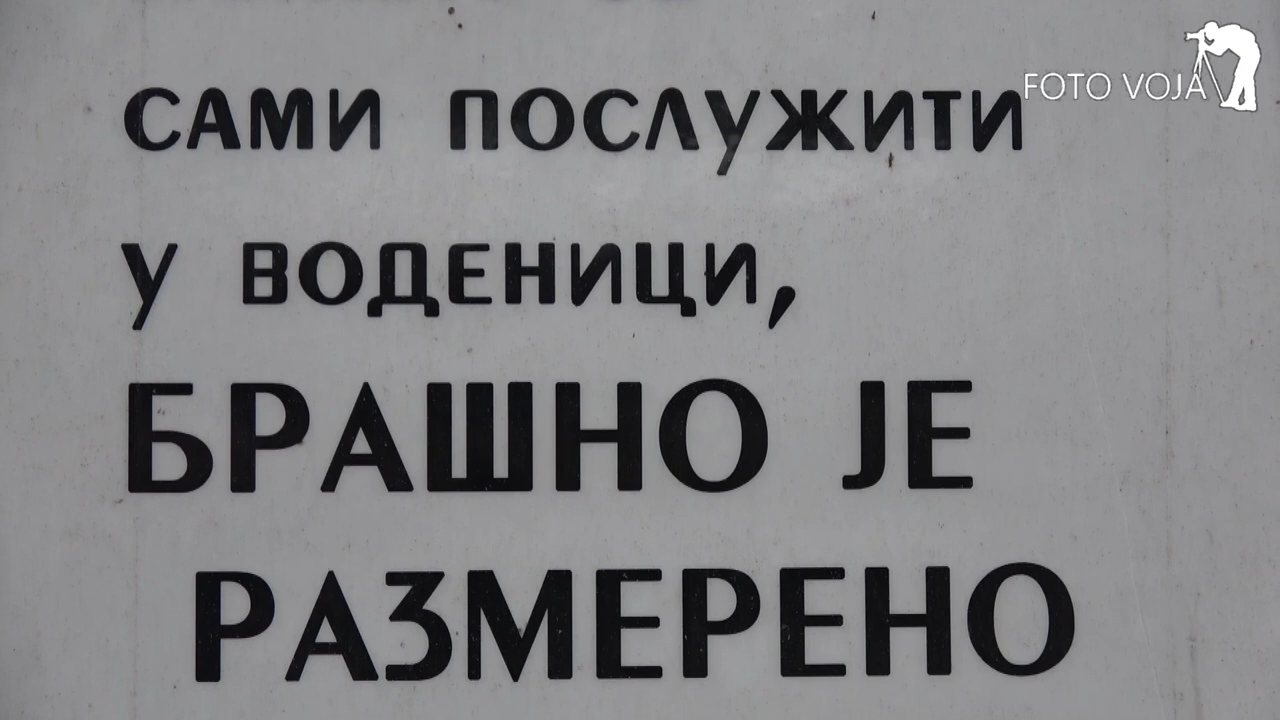 FOTO VOJA
САМИ ПОСЛУЖИТИ
У ВОДЕНИЦИ,
БРАШНО ЈЕ
РАЗМЕРЕНО